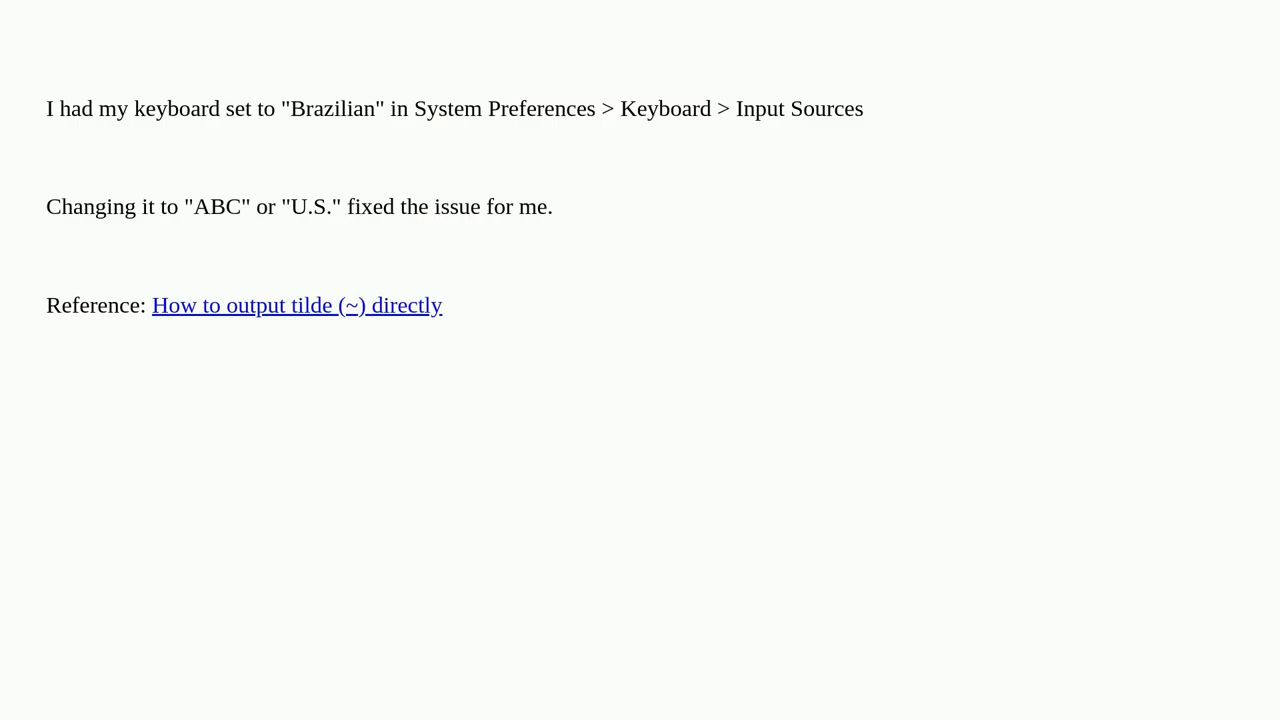 I had my keyboard set to "Brazilian" in System Preferences > Keyboard > Input Sources
Changing it to "ABC" or "U.S." fixed the issue for me.
Reference: How to output tilde (~) directly